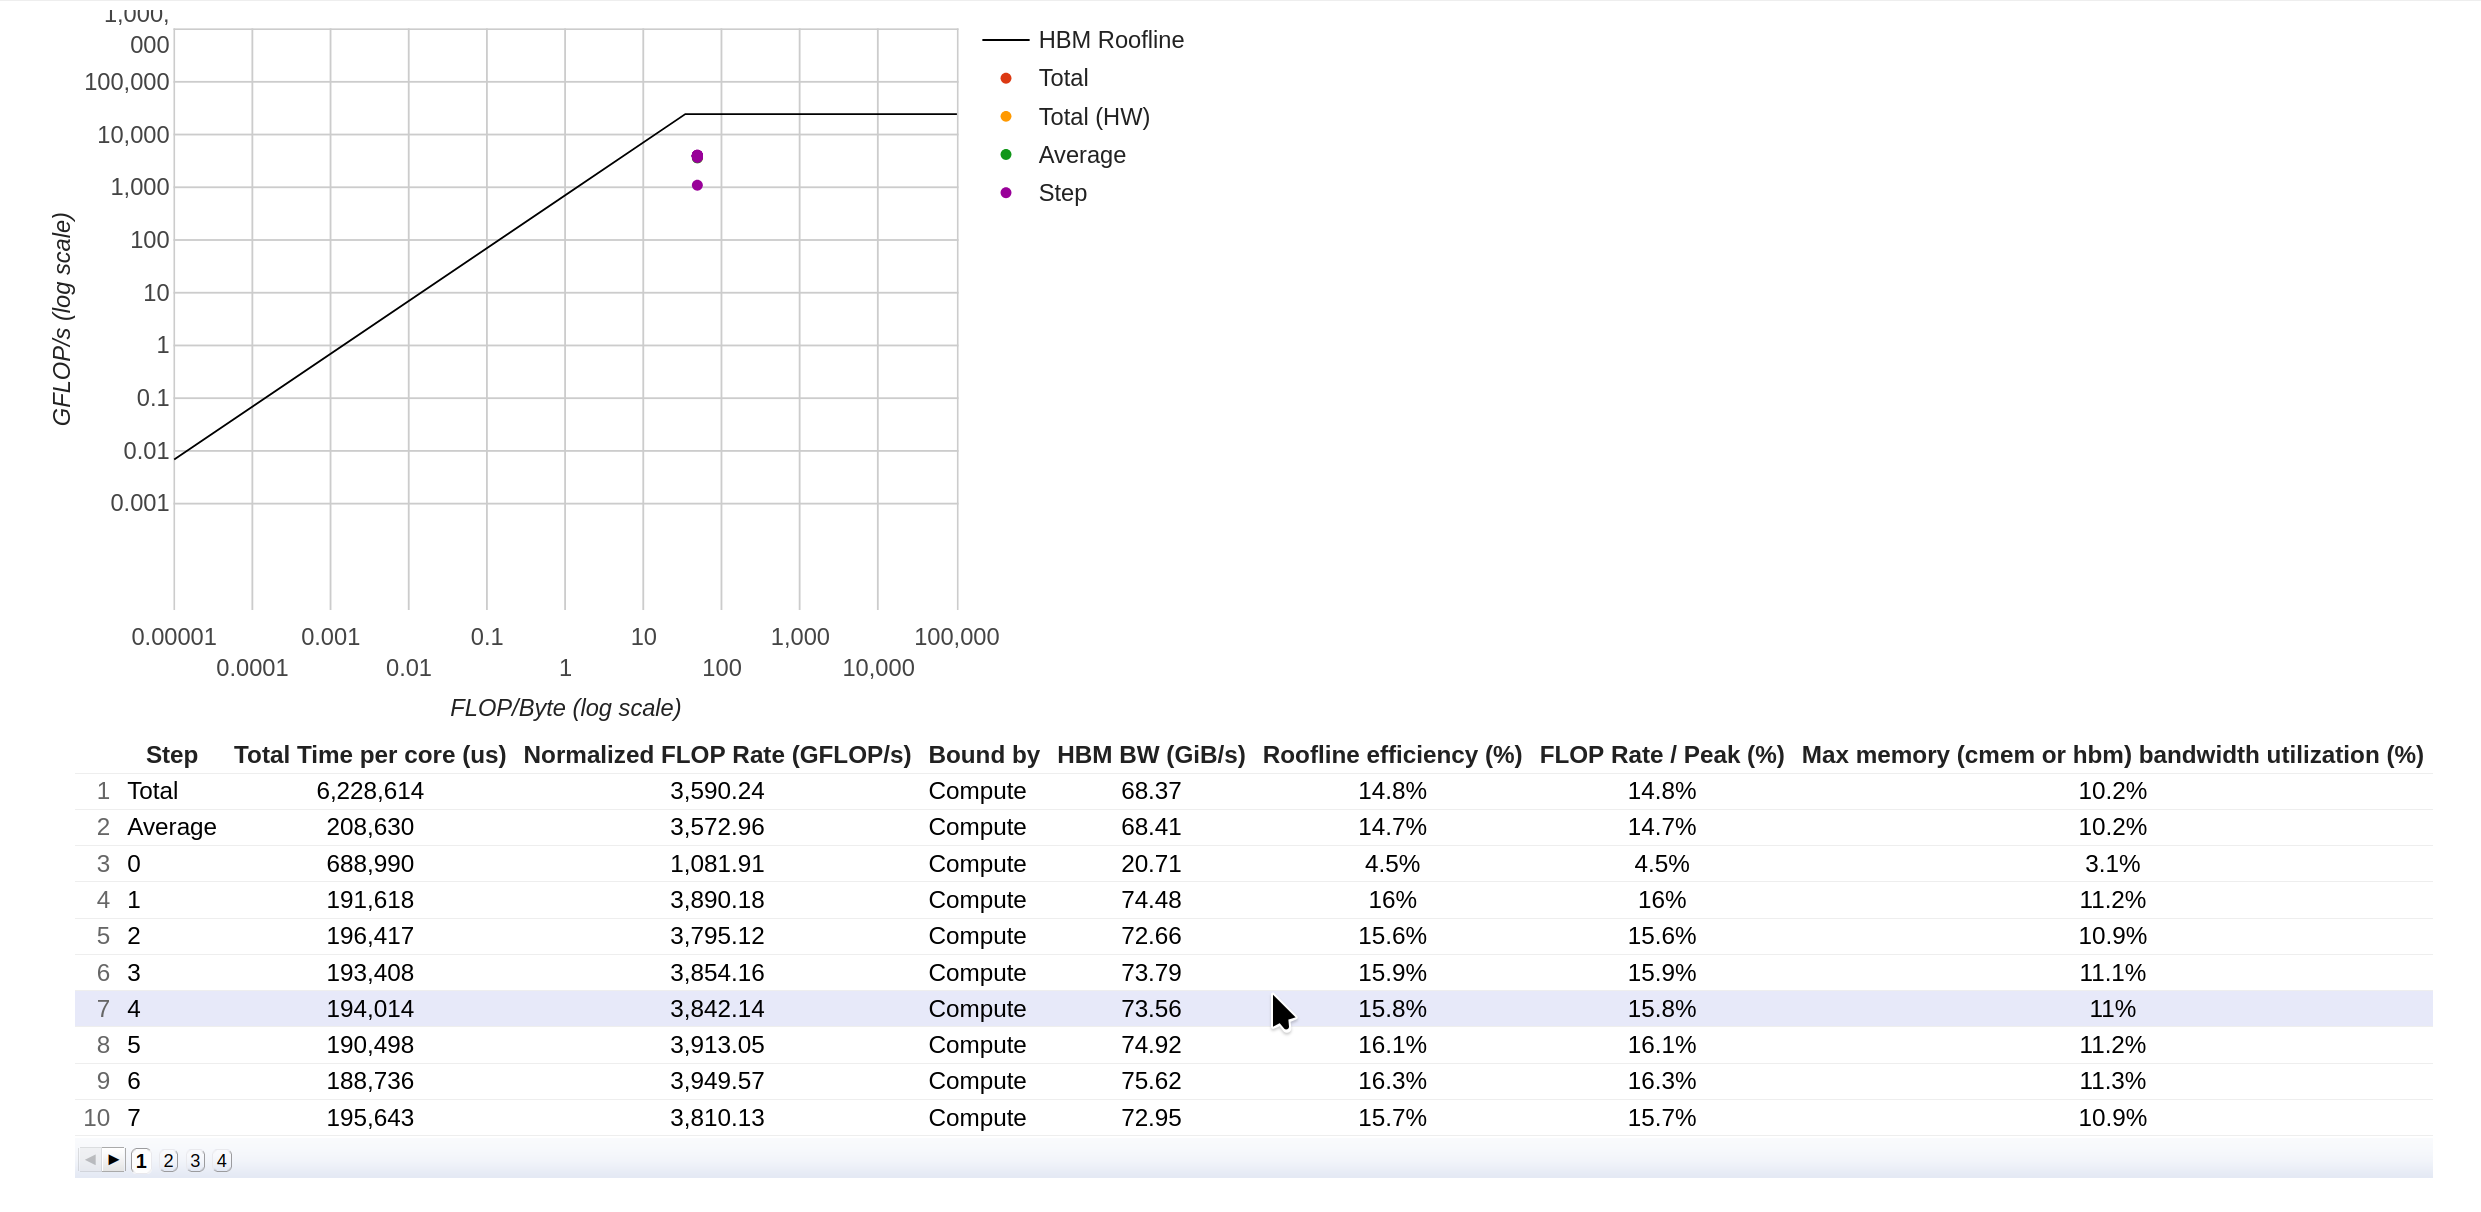 1,000,
000
100,000
10,000
1,000
100
10
1
0.1
0.01
0.001
GFLOP/s (log scale)
0.00001 0.001 0.1 10 1,000 100,000
0.0001 0.01 1 100 10,000
FLOP/Byte (log scale)
HBM Roofline
Total
Total (HW)
Average
Step
Step Total Time per core (us) Normalized FLOP Rate (GFLOP/s) Bound by HBM BW (GiB/s) Roofline efficiency (%) FLOP Rate / Peak (%) Max memory (cmem or hbm) bandwidth utilization (%)
1 Total 6,228,614 3,590.24 Compute 68.37 14.8% 14.8% 10.2%
2 Average 208,630 3,572.96 Compute 68.41 14.7% 14.7% 10.2%
3 0 688,990 1,081.91 Compute 20.71 4.5% 4.5% 3.1%
4 1 191,618 3,890.18 Compute 74.48 16% 16% 11.2%
5 2 196,417 3,795.12 Compute 72.66 15.6% 15.6% 10.9%
6 3 193,408 3,854.16 Compute 73.79 15.9% 15.9% 11.1%
7 4 194,014 3,842.14 Compute 73.56 15.8% 15.8% 11%
8 5 190,498 3,913.05 Compute 74.92 16.1% 16.1% 11.2%
9 6 188,736 3,949.57 Compute 75.62 16.3% 16.3% 11.3%
10 7 195,643 3,810.13 Compute 72.95 15.7% 15.7% 10.9%
1 2 3 4